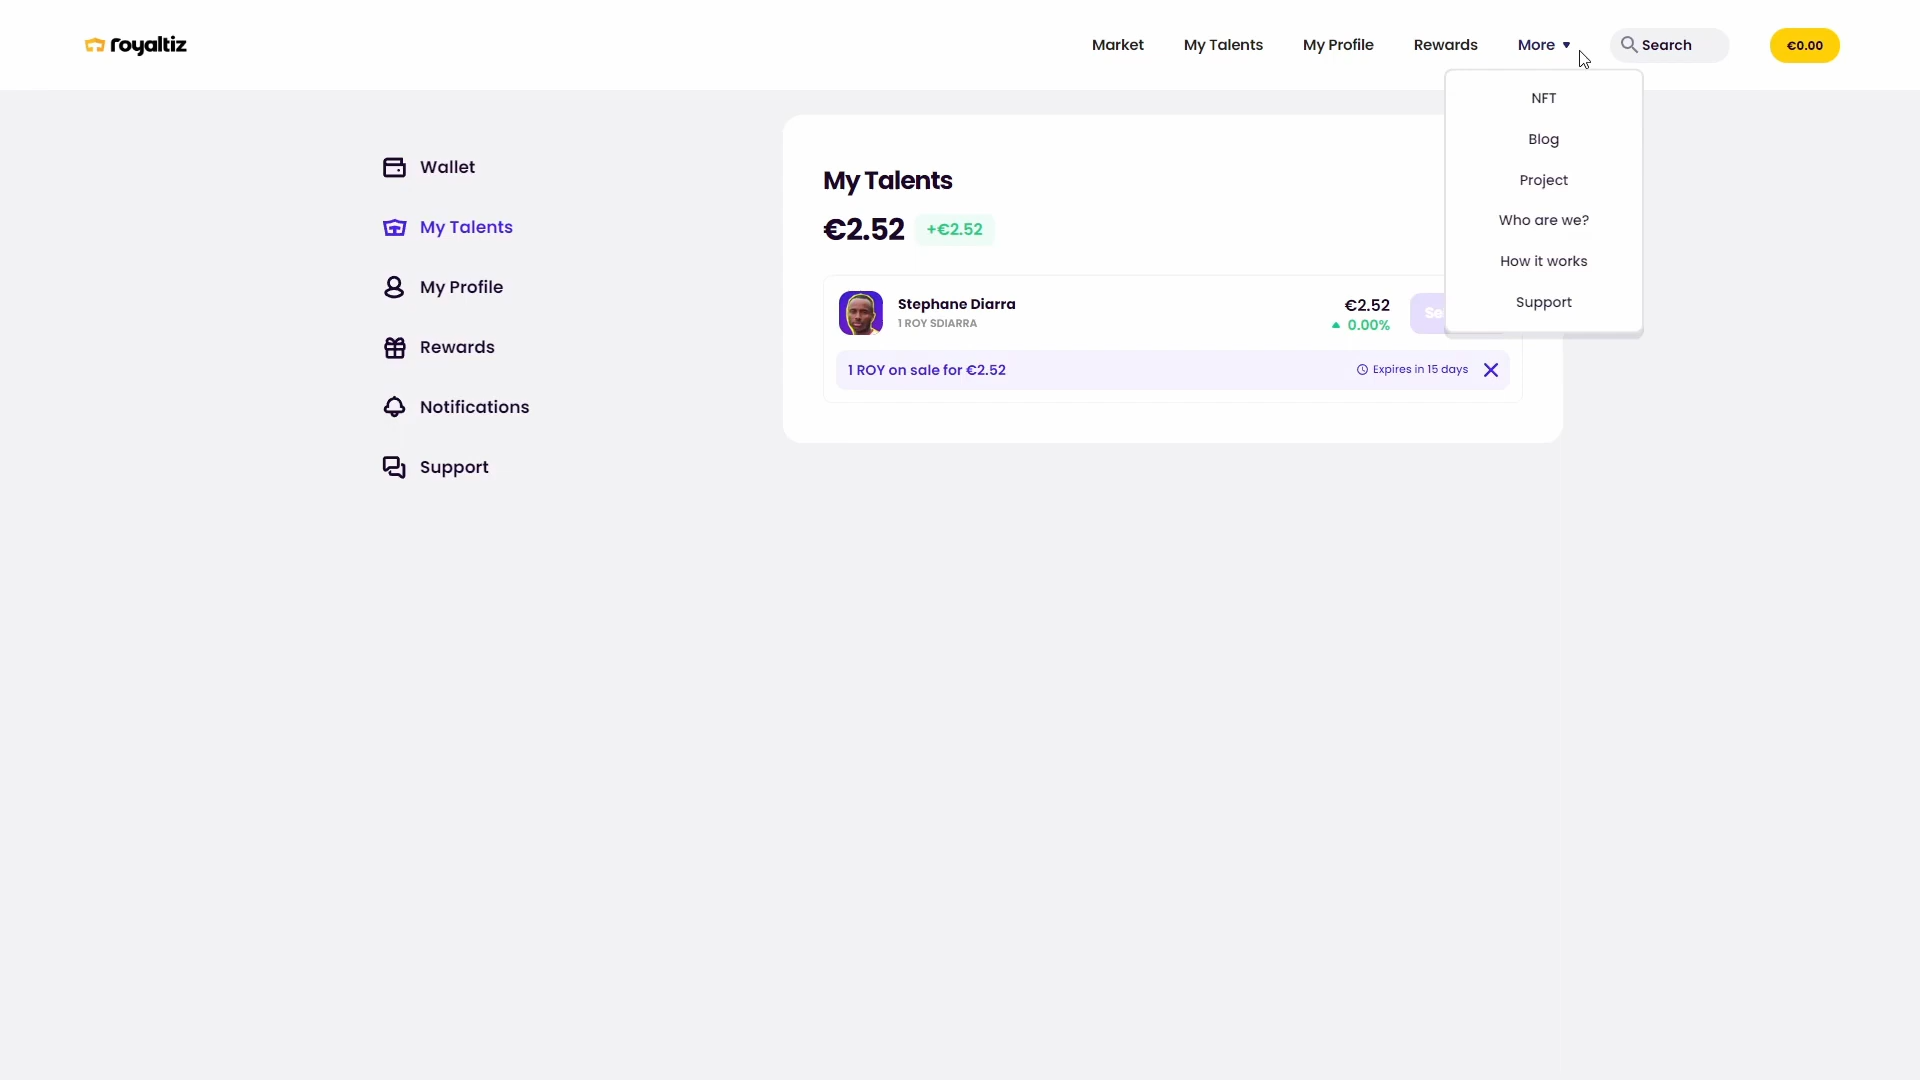 royaltiz
Market
My Talents
My Profile
Rewards
More
Search
€0.00
NFT
Blog
Project
Who are we?
How it works
Support
Wallet
My Talents
My Profile
Rewards
Notifications
Support
My Talents
€2.52
+€2.52
Stephane Diarra
1 ROY SDIARRA
€2.52
0.00%
1 ROY on sale for €2.52
Expires in 15 days